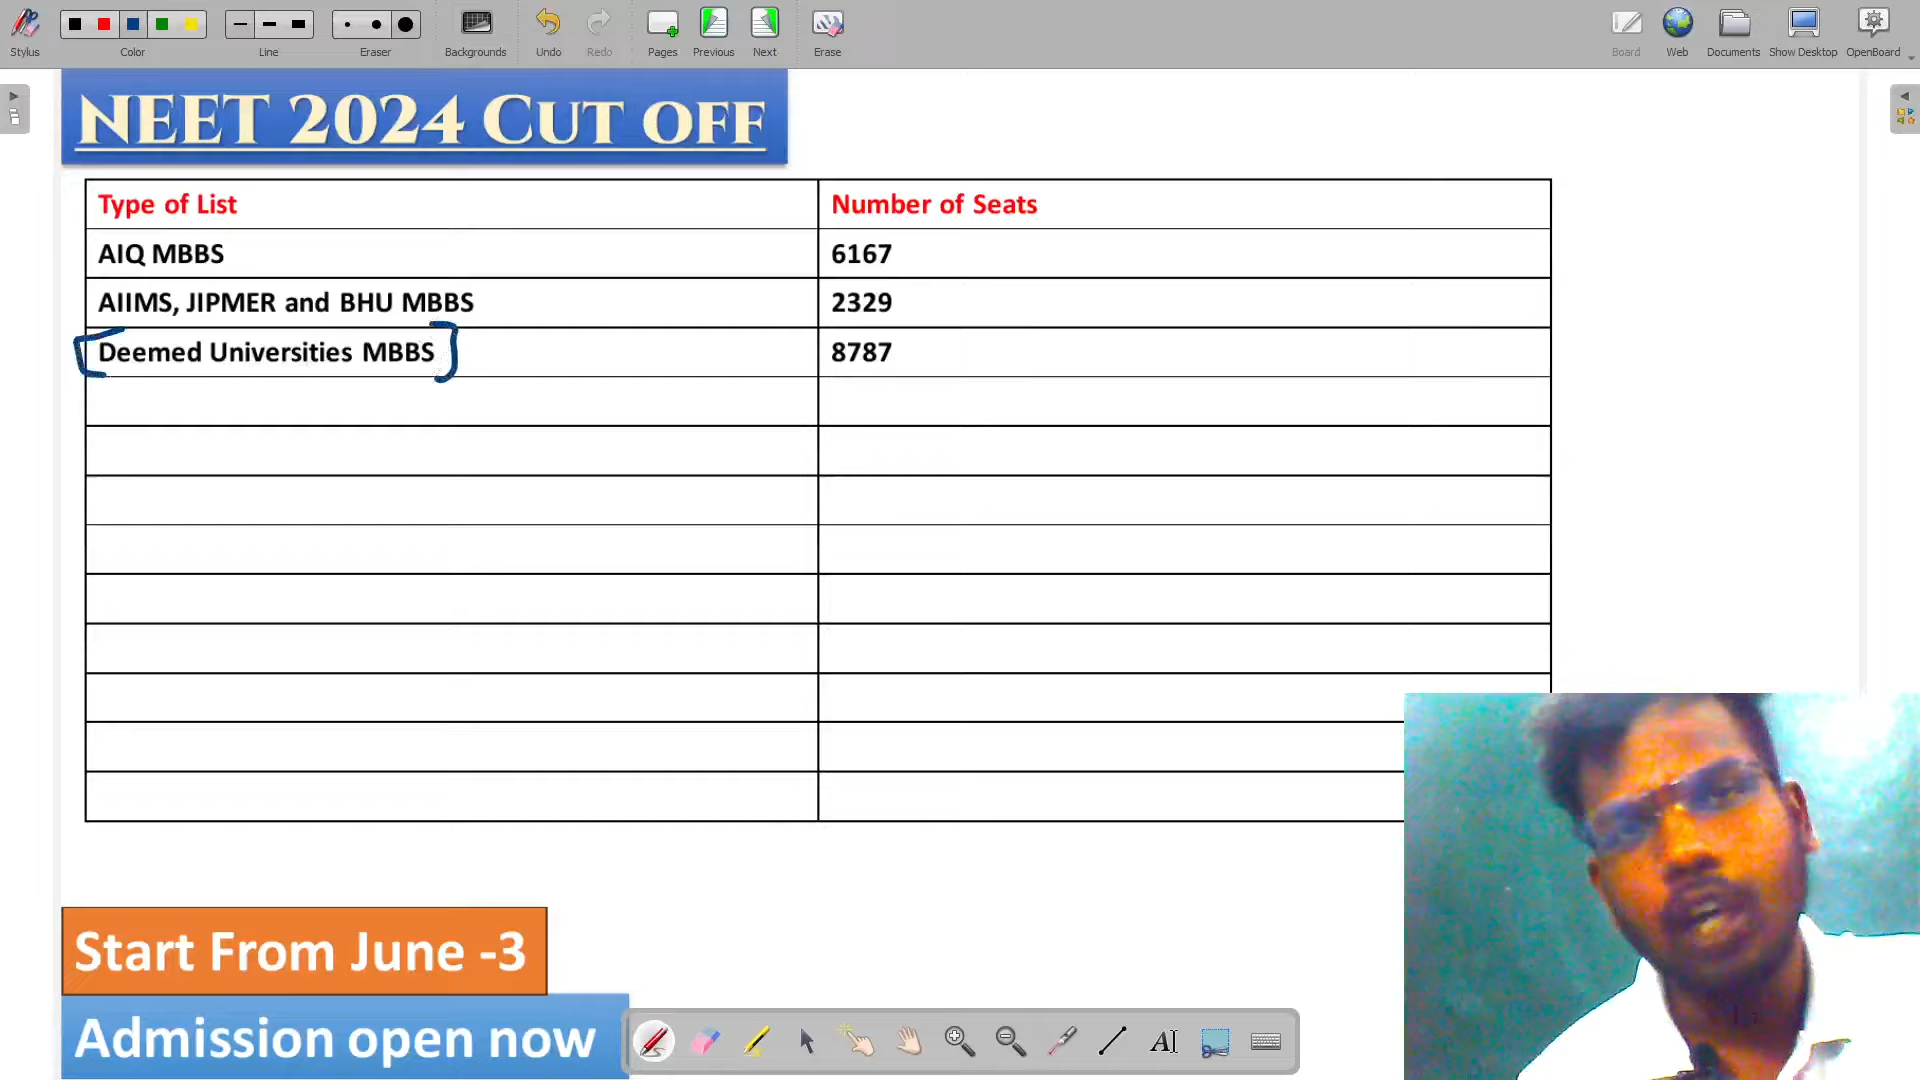 Stylus
Color
Line
Eraser
Backgrounds
Undo
Redo
Pages
Previous
Next
Erase
Board
Web
Documents
Show Desktop
OpenBoard
NEET 2024 CUT OFF
Type of List
Number of Seats
AIQ MBBS
6167
AIIMS, JIPMER and BHU MBBS
2329
Deemed Universities MBBS
8787
Start From June -3
Admission open now